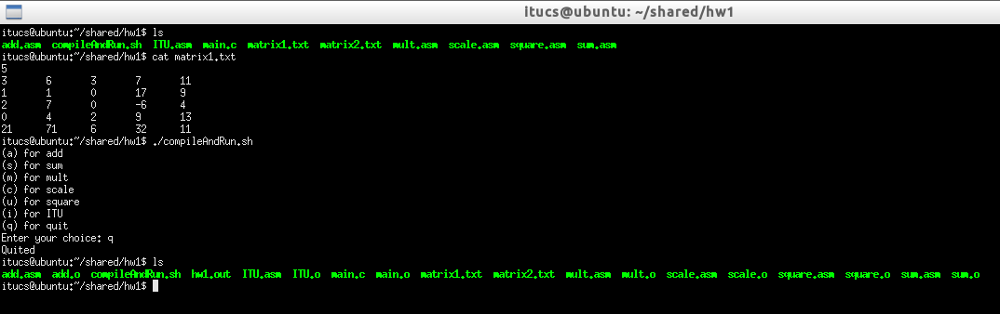 itucs@ubuntu: ~/shared/hw1
itucs@ubuntu:~/shared/hw1$ ls
add.asm compileAndRun.sh ITU.asm main.c matrix1.txt matrix2.txt mult.asm scale.asm square.asm sum.asm
itucs@ubuntu:~/shared/hw1$ cat matrix1.txt
5
3 6 3 7 11
1 1 0 17 9
2 7 0 -6 4
0 4 2 9 13
21 71 6 32 11
itucs@ubuntu:~/shared/hw1$ ./compileAndRun.sh
(a) for add
(s) for sum
(m) for mult
(c) for scale
(u) for square
(i) for ITU
(q) for quit
Enter your choice: q
Quited
itucs@ubuntu:~/shared/hw1$ ls
add.asm add.o compileAndRun.sh hw1.out ITU.asm ITU.o main.c main.o matrix1.txt matrix2.txt mult.asm mult.o scale.asm scale.o square.asm square.o sum.asm sum.o
itucs@ubuntu:~/shared/hw1$